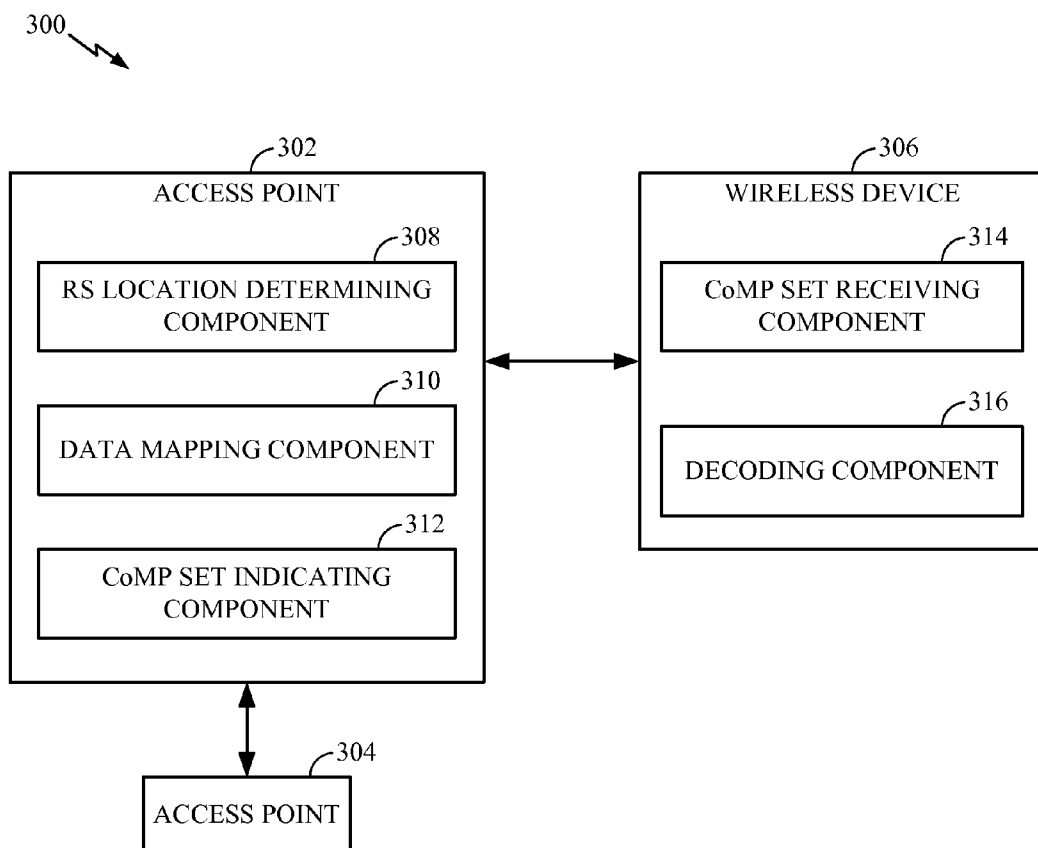 300
302
ACCESS POINT
308
RS LOCATION DETERMINING
COMPONENT
310
DATA MAPPING COMPONENT
312
CoMP SET INDICATING
COMPONENT
306
WIRELESS DEVICE
314
CoMP SET RECEIVING
COMPONENT
316
DECODING COMPONENT
304
ACCESS POINT